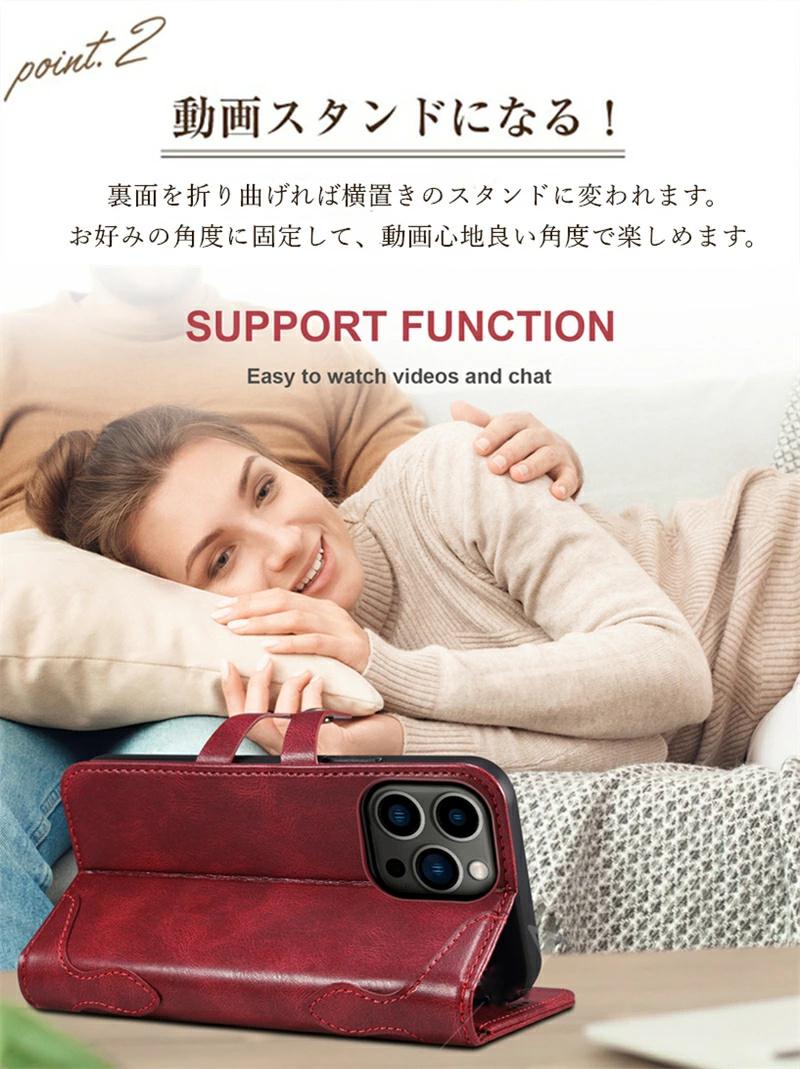 point. 2
動画スタンドになる！
裏面を折り曲げれば横置きのスタンドに変われます。
お好みの角度に固定して、動画心地良い角度で楽しめます。
SUPPORT FUNCTION
Easy to watch videos and chat